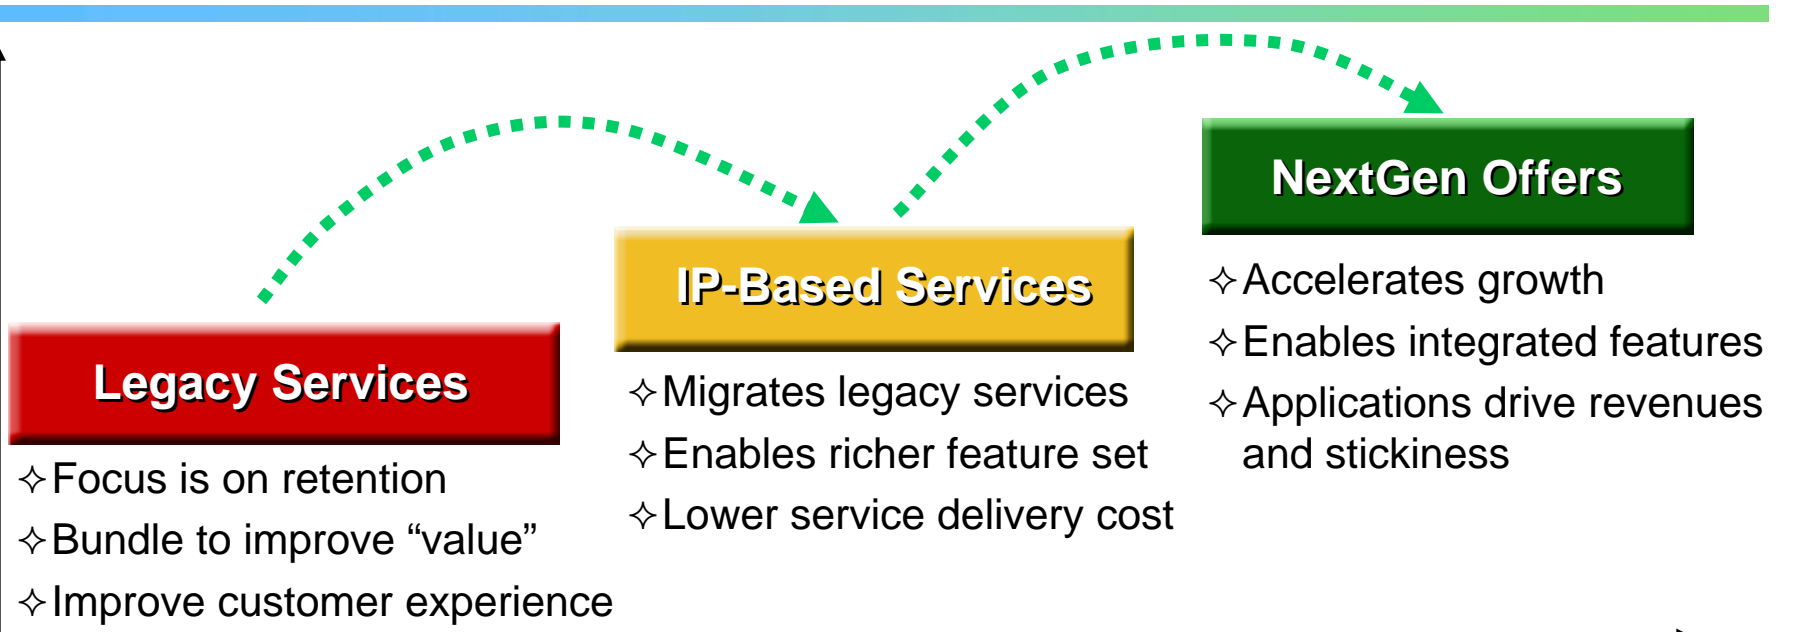 Legacy Services
✧Focus is on retention
✧Bundle to improve “value”
✧Improve customer experience
IP-Based Services
✧Migrates legacy services
✧Enables richer feature set
✧Lower service delivery cost
NextGen Offers
✧Accelerates growth
✧Enables integrated features
✧Applications drive revenues
and stickiness